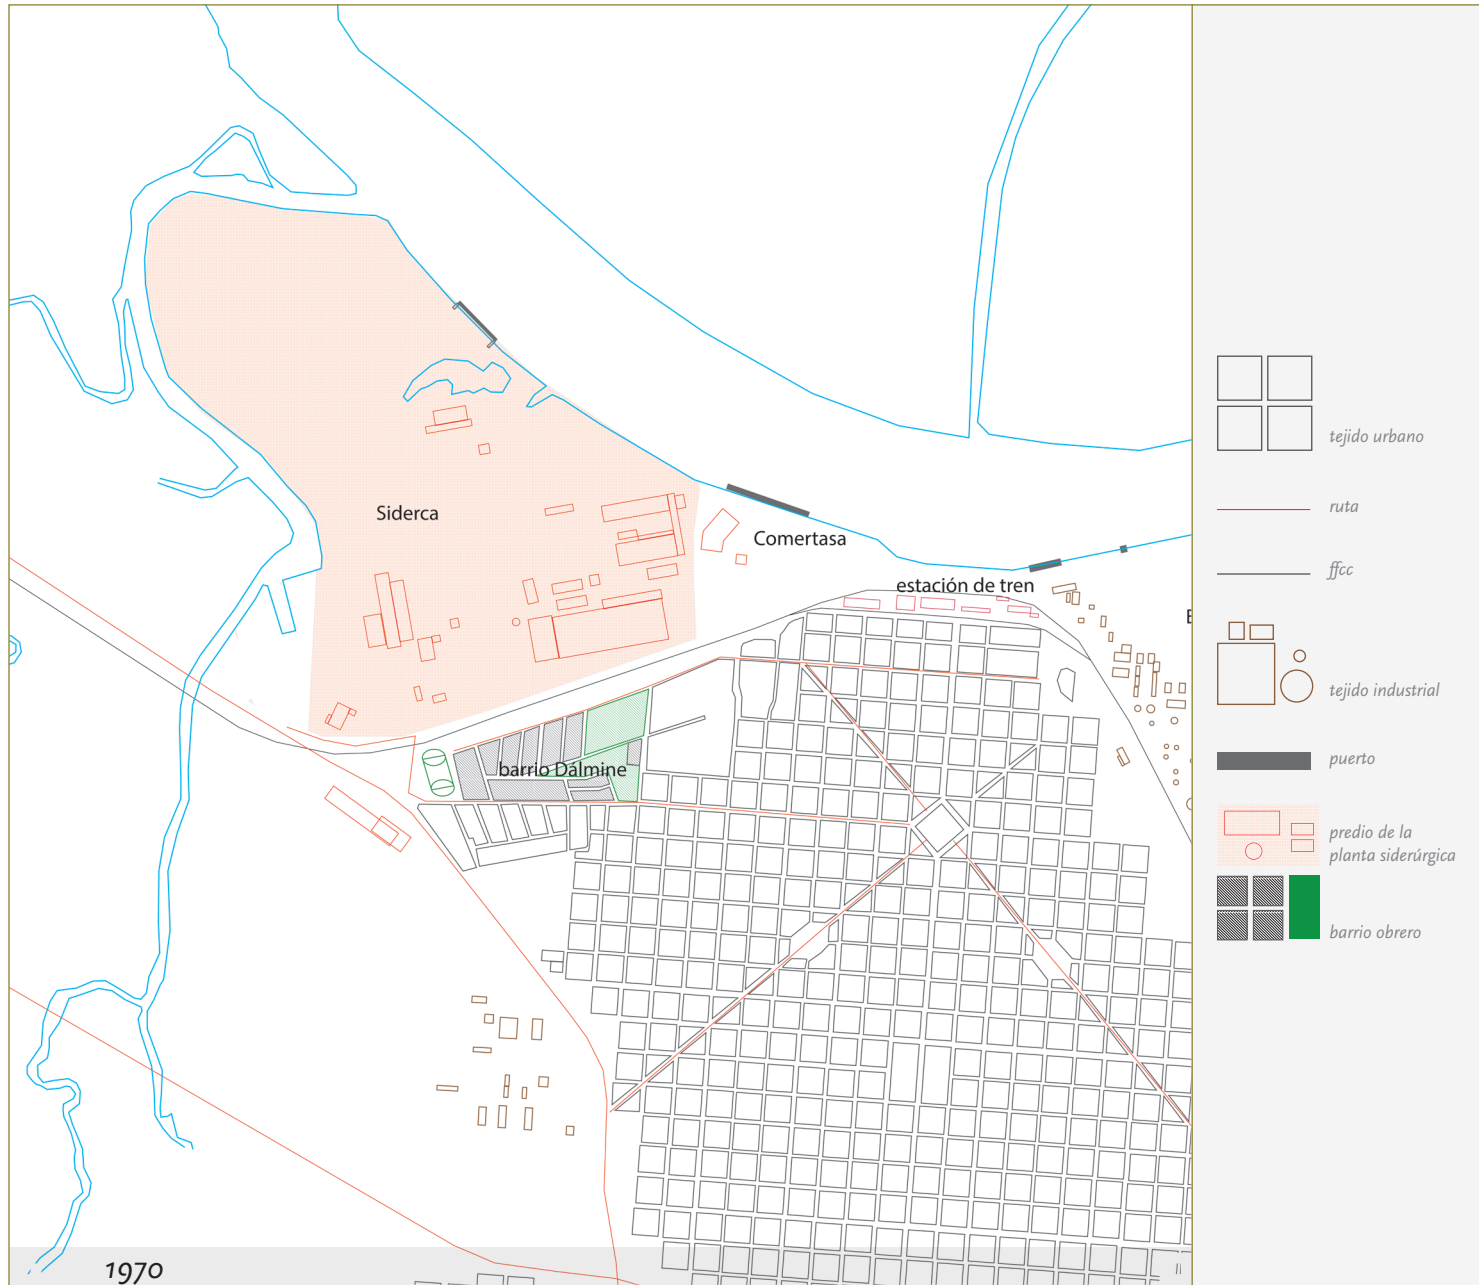 Siderca
Comertasa
estación de tren
E
barrio Dálmine
1970
tejido urbano
ruta
ffcc
tejido industrial
puerto
predio de la
planta siderúrgica
barrio obrero